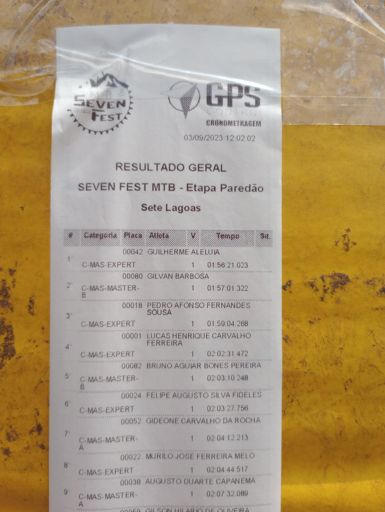 SEVEN
FEST
GPS
CRONOMETRAGEM
03/09/2023 12:02:02
RESULTADO GERAL
SEVEN FEST MTB - Etapa Paredão
Sete Lagoas
# Categoria Placa Atleta V Tempo Sit.
00042 GUILHERME ALELUIA
1°
C-MAS-EXPERT 1 01:56:21.023
00080 GILVAN BARBOSA
2°
C-MAS-MASTER- 1 01:57:01.322
B
00018 PEDRO AFONSO FERNANDES
SOUSA
3°
C-MAS-EXPERT 1 01:59:04.268
00001 LUCAS HENRIQUE CARVALHO
FERREIRA
4°
C-MAS-EXPERT 1 02:02:31.472
00082 BRUNO AGUIAR BONES PEREIRA
5°
C-MAS-MASTER- 1 02:03:10.248
B
00024 FELIPE AUGUSTO SILVA FIDELES
6°
C-MAS-EXPERT 1 02:03:27.756
00052 GIDEONE CARVALHO DA ROCHA
7°
C-MAS-MASTER- 1 02:04:12.213
A
00022 MURILO JOSE FERREIRA MELO
8°
C-MAS-EXPERT 1 02:04:44.517
00038 AUGUSTO DUARTE CAPANEMA
9°
C-MAS-MASTER- 1 02:07:32.089
A
00059 GILSON HILARIO DE OLIVEIRA